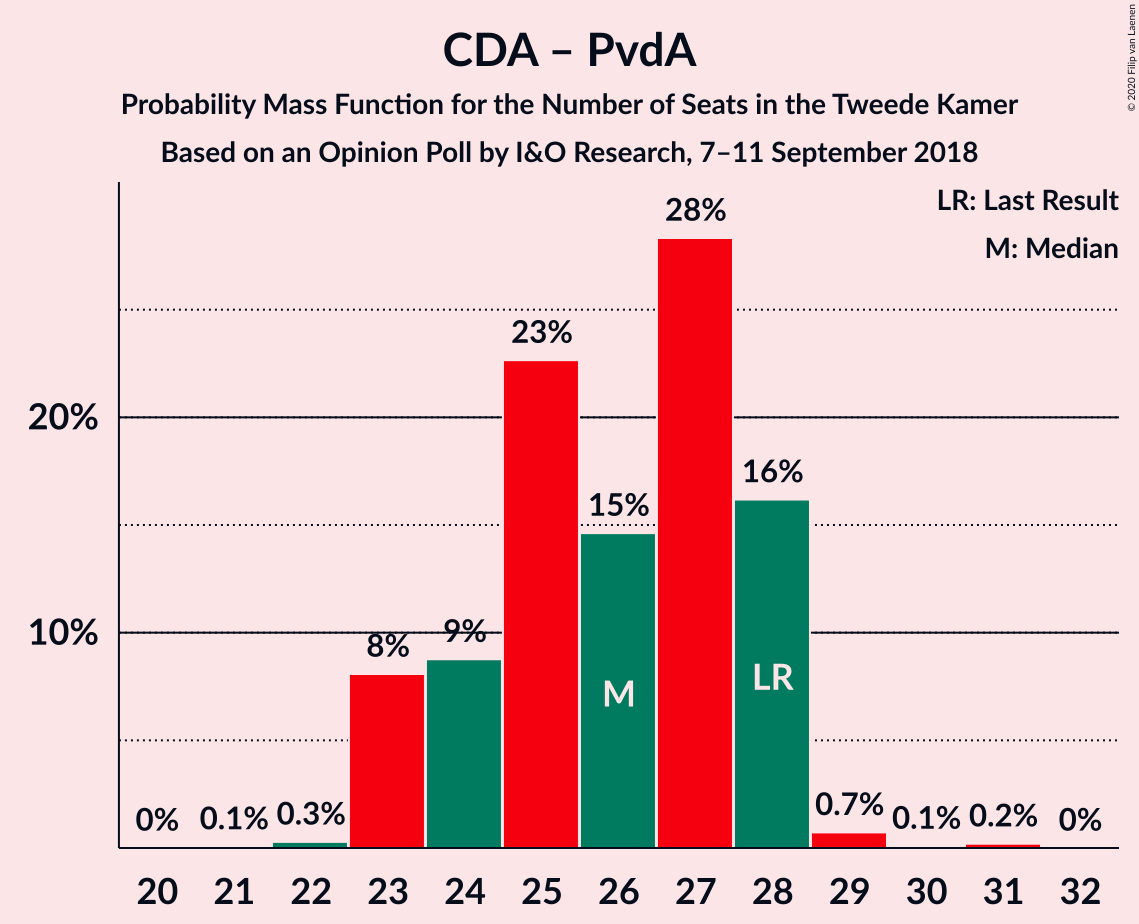 CDA – PvdA
Probability Mass Function for the Number of Seats in the Tweede Kamer
Based on an Opinion Poll by I&O Research, 7–11 September 2018
© 2020 Filip van Laenen
LR: Last Result
M: Median
28%
23%
20%
16%
15%
10%
9%
8%
LR
M
0% 0.1% 0.3% 0.7% 0.1% 0.2% 0%
20 21 22 23 24 25 26 27 28 29 30 31 32